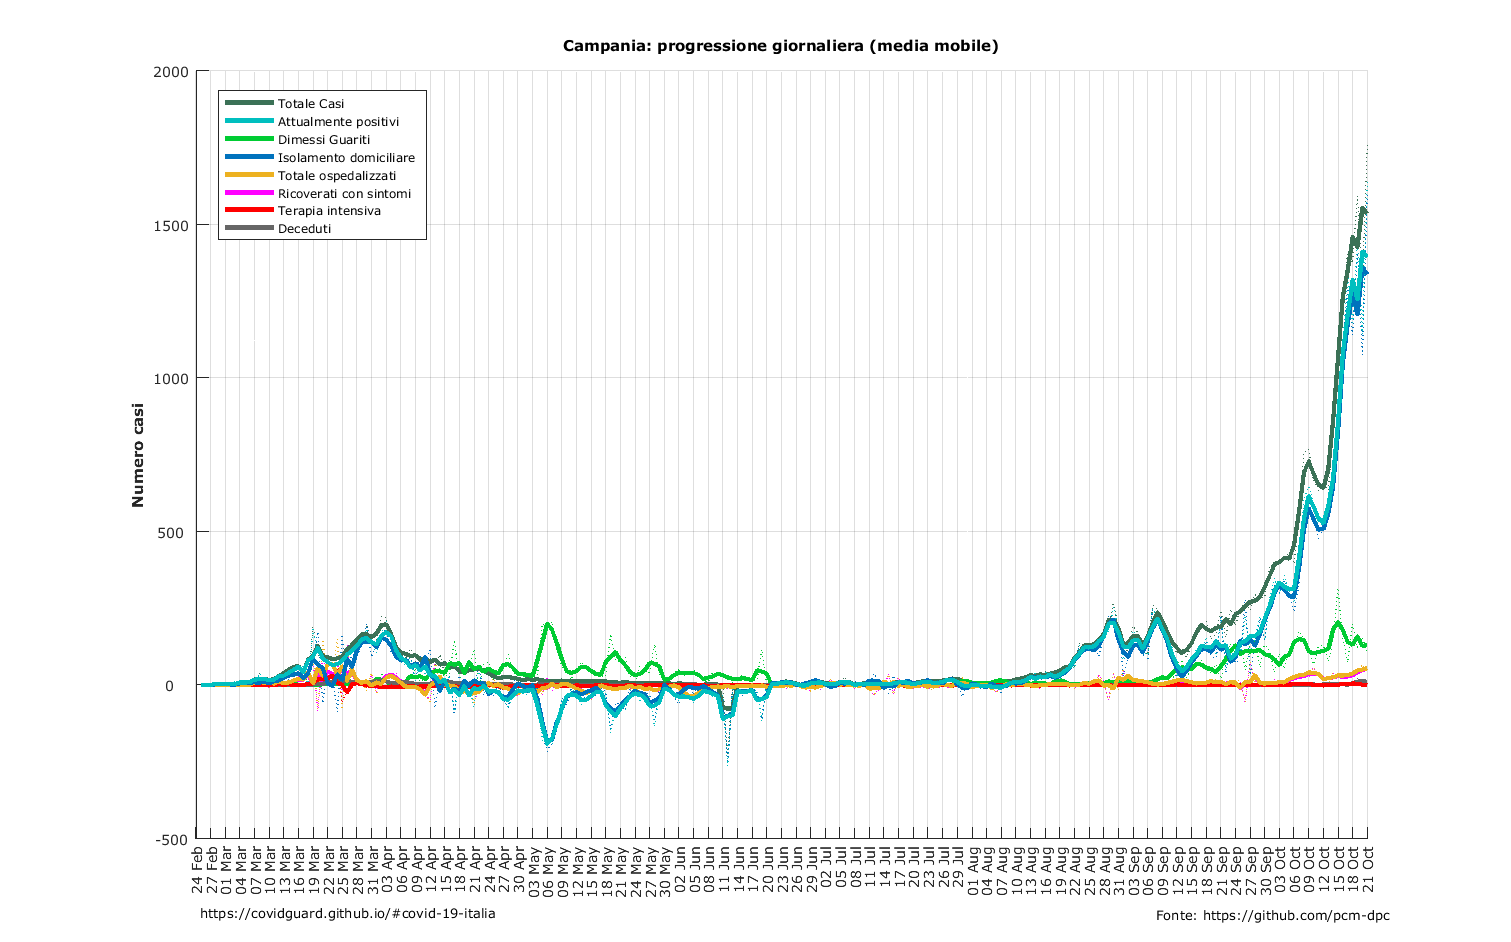 Campania: progressione giornaliera (media mobile)
2000
1500
1000
500
0
-500
Numero casi
Totale Casi
Attualmente positivi
Dimessi Guariti
Isolamento domiciliare
Totale ospedalizzati
Ricoverati con sintomi
Terapia intensiva
Deceduti
24 Feb
27 Feb
01 Mar
04 Mar
07 Mar
10 Mar
13 Mar
16 Mar
19 Mar
22 Mar
25 Mar
28 Mar
31 Mar
03 Apr
06 Apr
09 Apr
12 Apr
15 Apr
18 Apr
21 Apr
24 Apr
27 Apr
30 Apr
03 May
06 May
09 May
12 May
15 May
18 May
21 May
24 May
27 May
30 May
02 Jun
05 Jun
08 Jun
11 Jun
14 Jun
17 Jun
20 Jun
23 Jun
26 Jun
29 Jun
02 Jul
05 Jul
08 Jul
11 Jul
14 Jul
17 Jul
20 Jul
23 Jul
26 Jul
29 Jul
01 Aug
04 Aug
07 Aug
10 Aug
13 Aug
16 Aug
19 Aug
22 Aug
25 Aug
28 Aug
31 Aug
03 Sep
06 Sep
09 Sep
12 Sep
15 Sep
18 Sep
21 Sep
24 Sep
27 Sep
30 Sep
03 Oct
06 Oct
09 Oct
12 Oct
15 Oct
18 Oct
21 Oct
https://covidguard.github.io/#covid-19-italia
Fonte: https://github.com/pcm-dpc